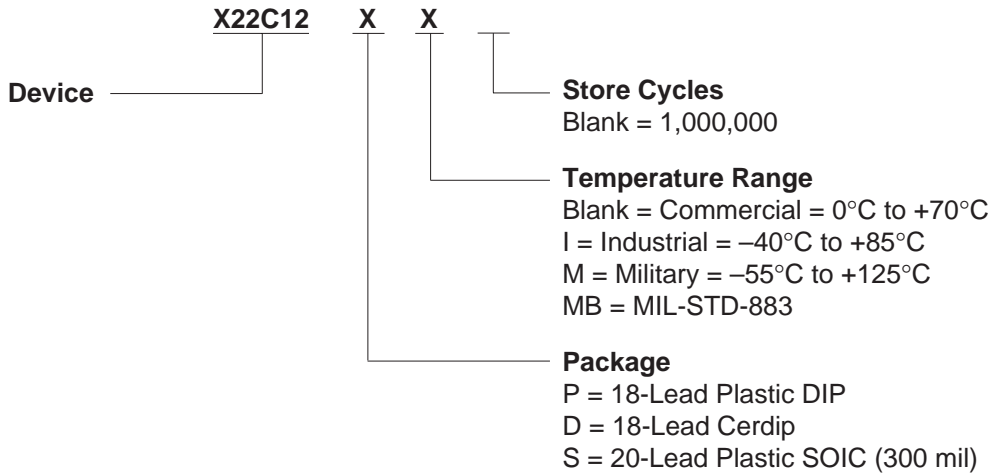 X22C12 X X
Device
Store Cycles
Blank = 1,000,000
Temperature Range
Blank = Commercial = 0°C to +70°C
I = Industrial = –40°C to +85°C
M = Military = –55°C to +125°C
MB = MIL-STD-883
Package
P = 18-Lead Plastic DIP
D = 18-Lead Cerdip
S = 20-Lead Plastic SOIC (300 mil)